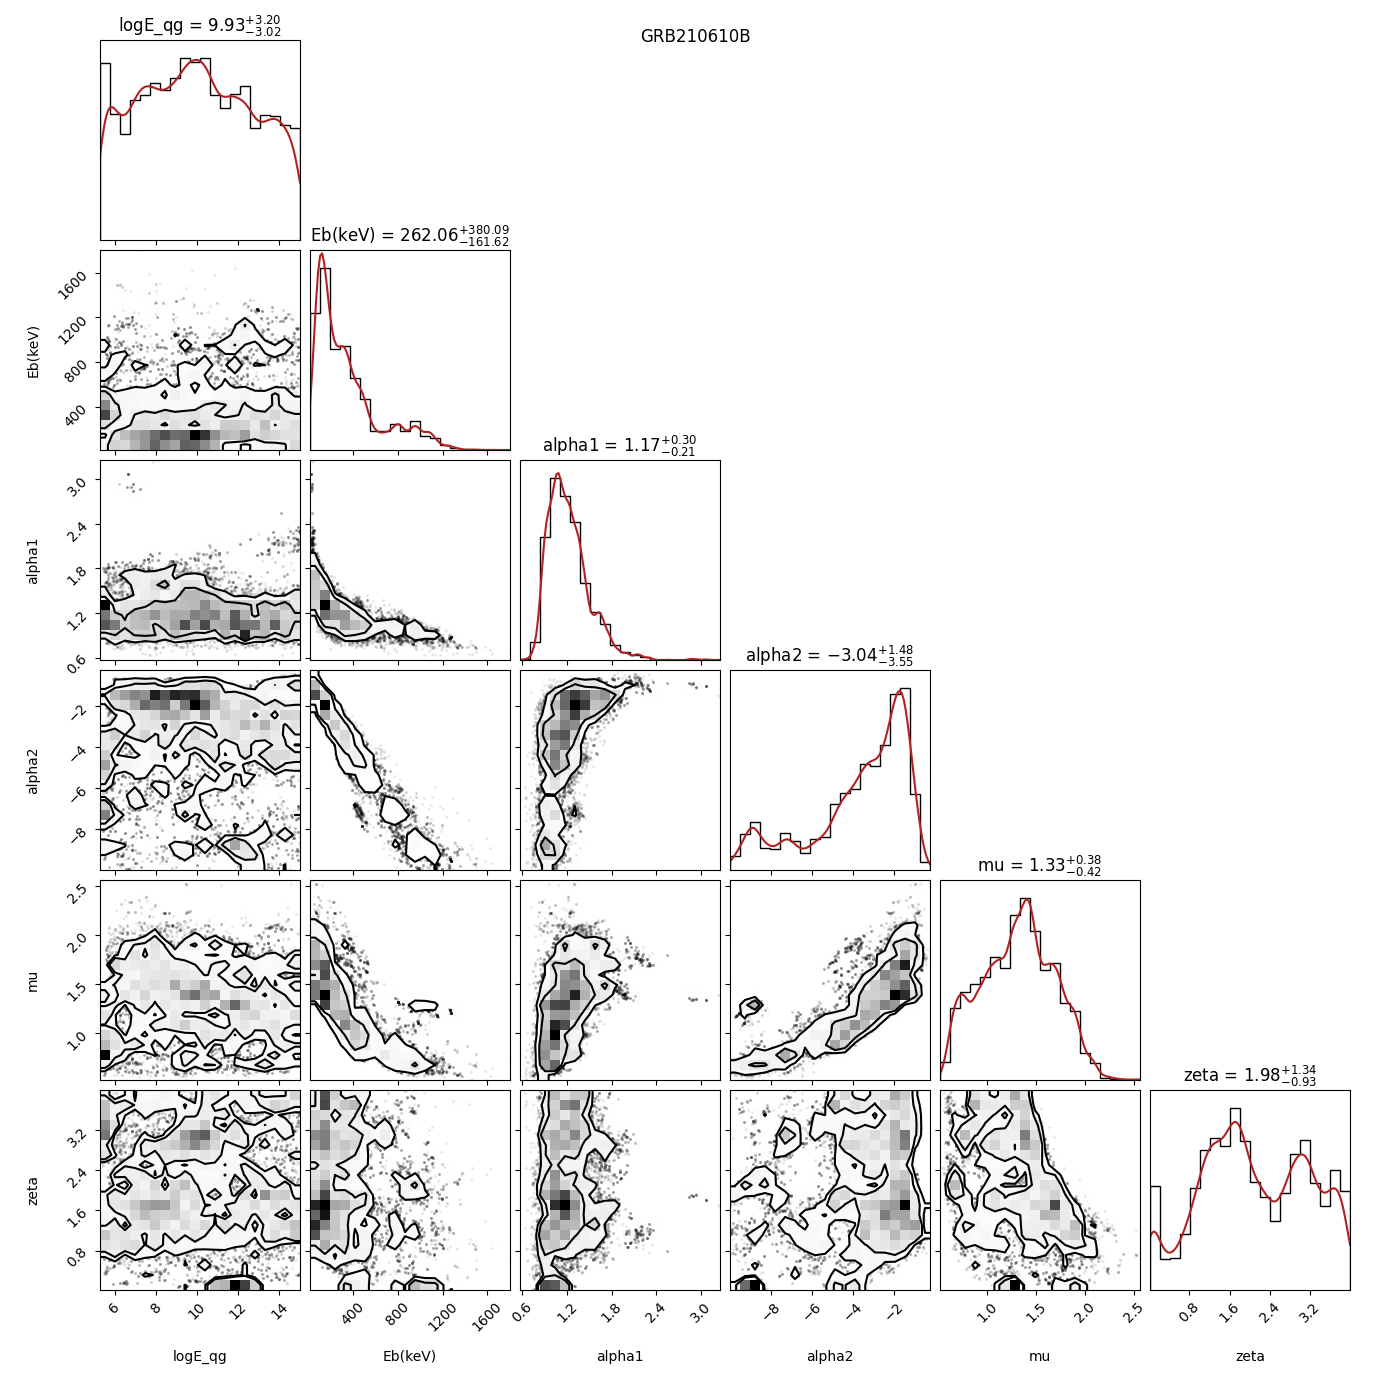 GRB210610B
logE_qg = 9.93 +3.20 −3.02
Eb(keV) = 262.06 +380.09 −161.62
Eb(keV)
1600
1200
800
400
alpha1 = 1.17 +0.30 −0.21
alpha1
3.0
2.4
1.8
1.2
0.6
alpha2 = −3.04 +1.48 −3.55
alpha2
−2
−4
−6
−8
mu = 1.33 +0.38 −0.42
mu
2.5
2.0
1.5
1.0
zeta = 1.98 +1.34 −0.93
zeta
3.2
2.4
1.6
0.8
6 8 10 12 14
400 800 1200 1600
0.6 1.2 1.8 2.4 3.0
−8 −6 −4 −2
1.0 1.5 2.0 2.5
0.8 1.6 2.4 3.2
logE_qg Eb(keV) alpha1 alpha2 mu zeta